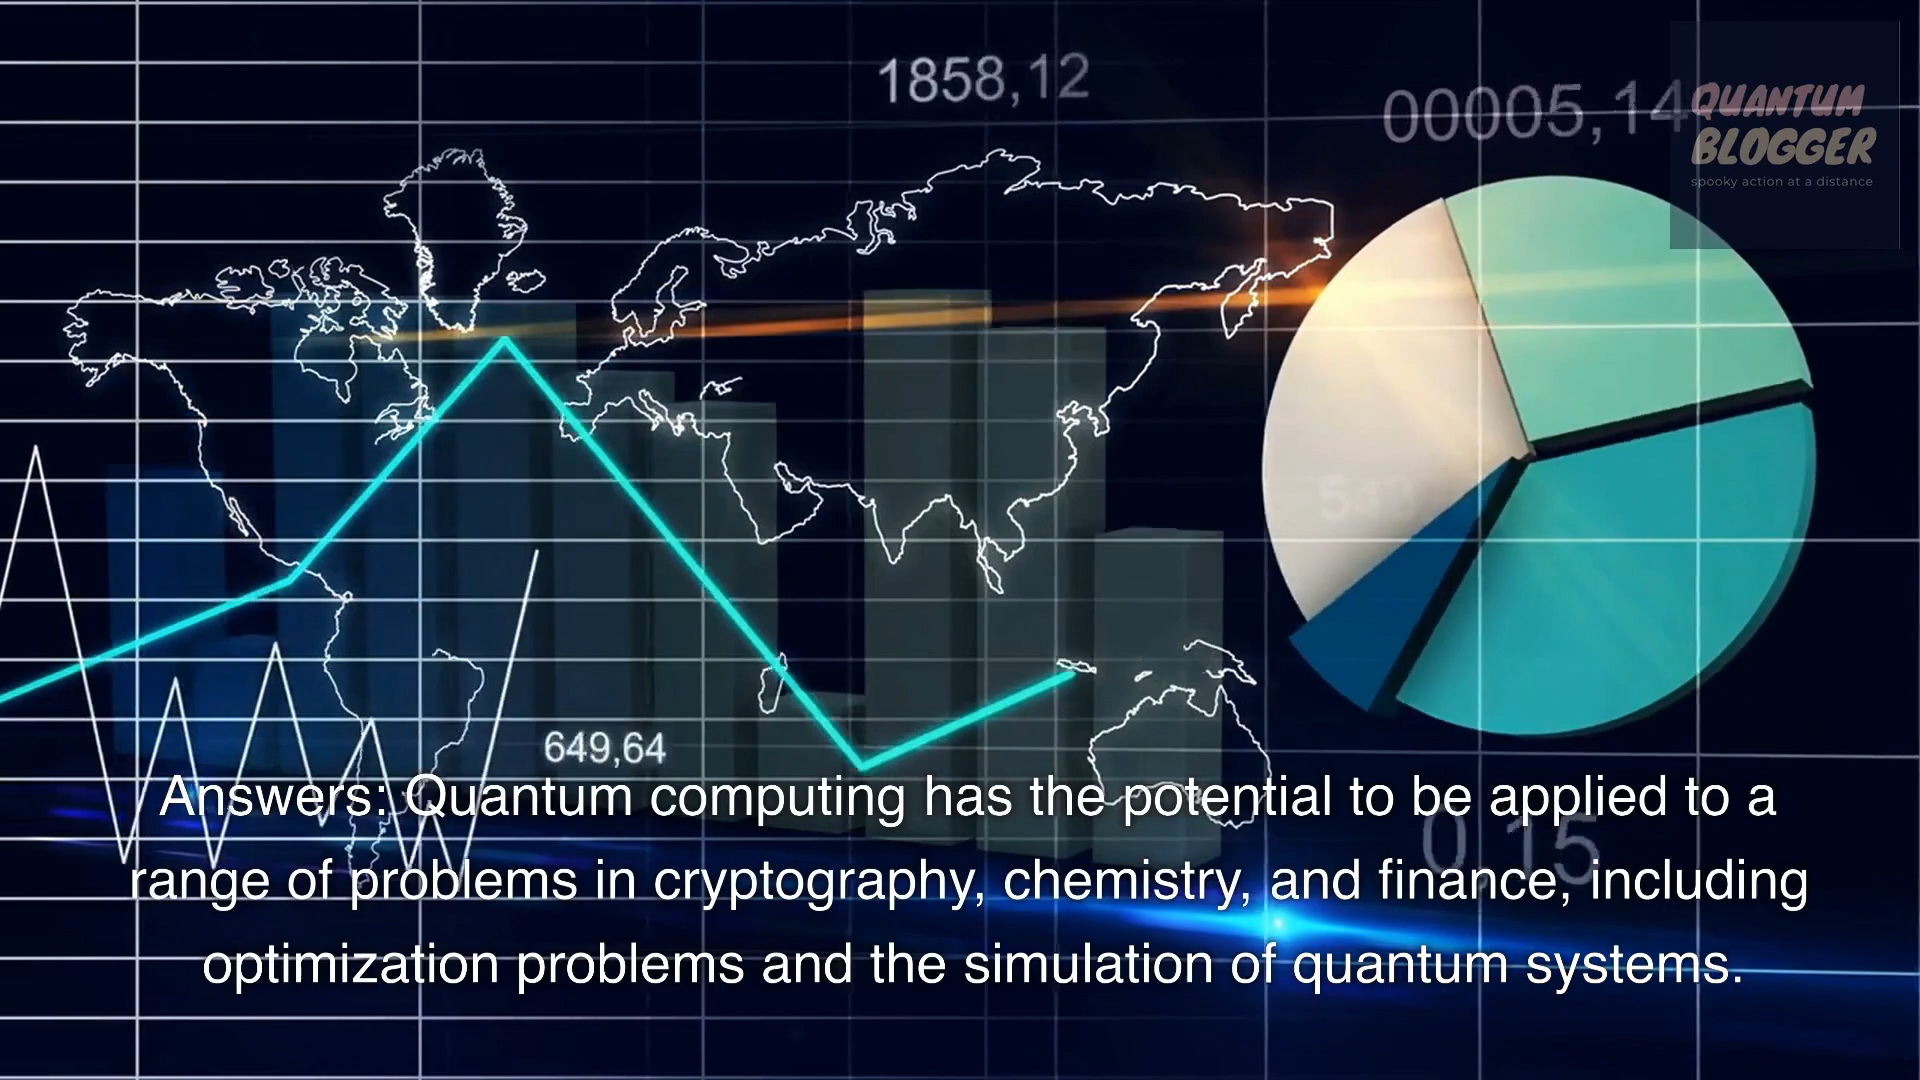 1858,12
00005,14
QUANTUM
BLOGGER
spooky action at a distance
649,64
Answers: Quantum computing has the potential to be applied to a
0,15
range of problems in cryptography, chemistry, and finance, including
optimization problems and the simulation of quantum systems.